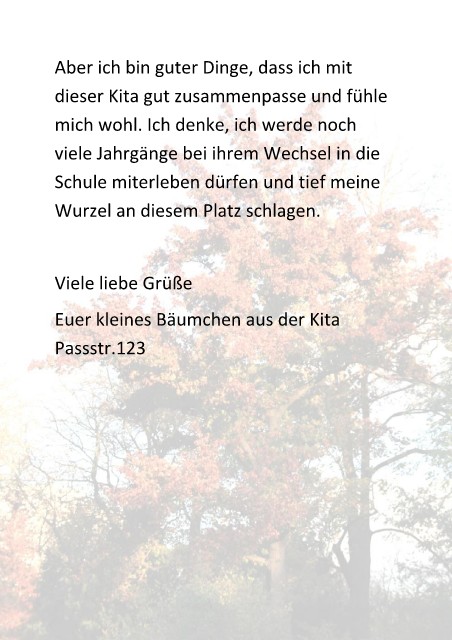 Aber ich bin guter Dinge, dass ich mit
dieser Kita gut zusammenpasse und fühle
mich wohl. Ich denke, ich werde noch
viele Jahrgänge bei ihrem Wechsel in die
Schule miterleben dürfen und tief meine
Wurzel an diesem Platz schlagen.
Viele liebe Grüße
Euer kleines Bäumchen aus der Kita
Passstr.123